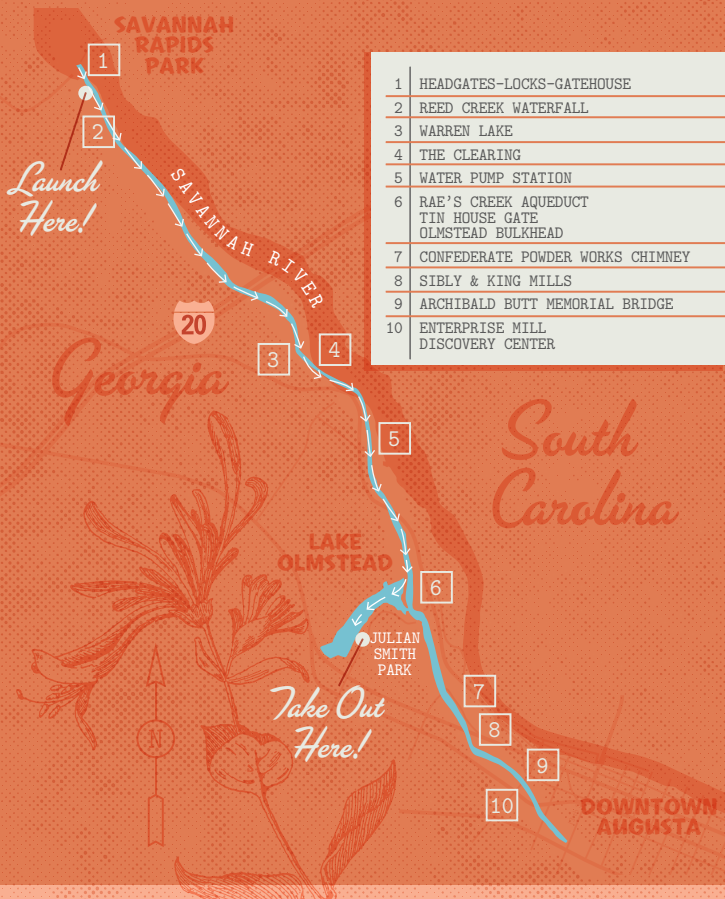 SAVANNAH
RAPIDS
PARK
1
2
Launch
Here!
SAVANNAH RIVER
1 HEADGATES-LOCKS-GATEHOUSE
2 REED CREEK WATERFALL
3 WARREN LAKE
4 THE CLEARING
5 WATER PUMP STATION
6 RAE'S CREEK AQUEDUCT
TIN HOUSE GATE
OLMSTEAD BULKHEAD
7 CONFEDERATE POWDER WORKS CHIMNEY
8 SIBLY & KING MILLS
9 ARCHIBALD BUTT MEMORIAL BRIDGE
10 ENTERPRISE MILL
DISCOVERY CENTER
20
3
4
Georgia
South
Carolina
5
LAKE
OLMSTEAD
6
JULIAN
SMITH
PARK
Take Out
Here!
N
7
8
9
10
DOWNTOWN
AUGUSTA